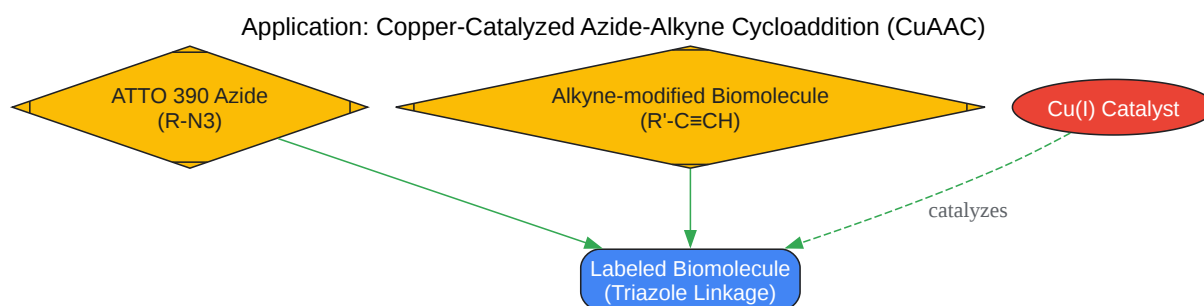 Application: Copper-Catalyzed Azide-Alkyne Cycloaddition (CuAAC)
ATTO 390 Azide
(R-N3)
Alkyne-modified Biomolecule
(R'-C≡CH)
Cu(I) Catalyst
catalyzes
Labeled Biomolecule
(Triazole Linkage)